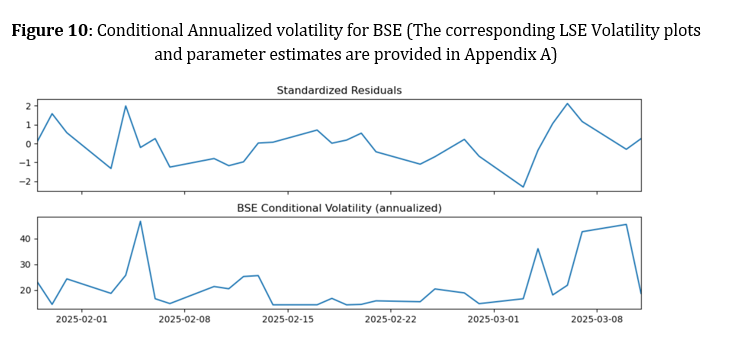 Figure 10: Conditional Annualized volatility for BSE (The corresponding LSE Volatility plots
and parameter estimates are provided in Appendix A)
Standardized Residuals
2
1
0
−1
−2
BSE Conditional Volatility (annualized)
40
30
20
2025-02-01 2025-02-08 2025-02-15 2025-02-22 2025-03-01 2025-03-08